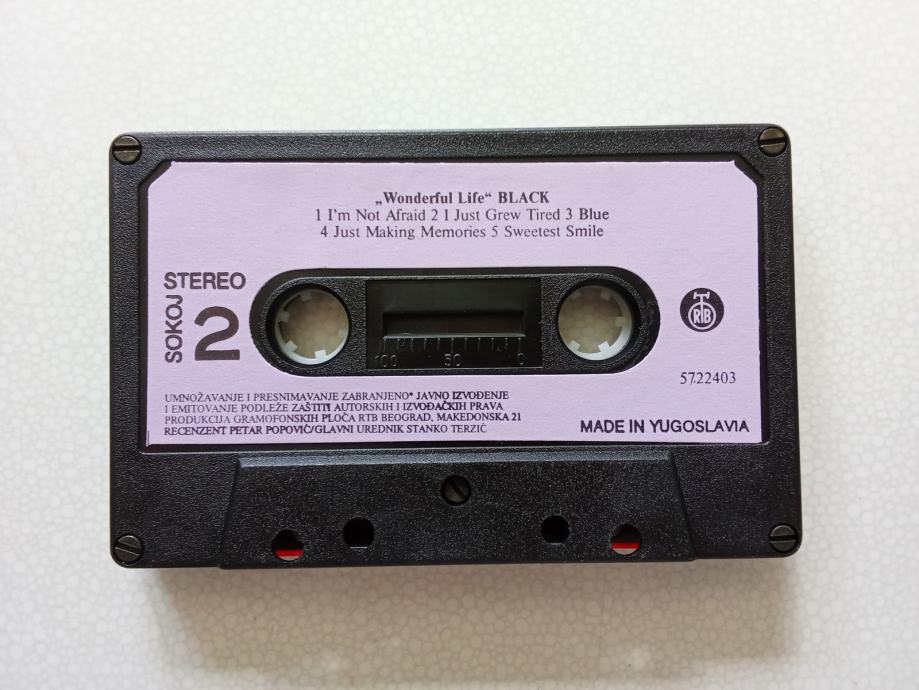 „Wonderful Life“ BLACK
1 I'm Not Afraid 2 I Just Grew Tired 3 Blue
4 Just Making Memories 5 Sweetest Smile
STEREO
SOKOJ
2
RTB
100 50 0
5722403
UMNOŽAVANJE I PRESNIMAVANJE ZABRANJENO* JAVNO IZVOĐENJE
I EMITOVANJE PODLEŽE ZAŠTITI AUTORSKIH I IZVOĐAČKIH PRAVA
PRODUKCIJA GRAMOFONSKIH PLOČA RTB BEOGRAD, MAKEDONSKA 21
RECENZENT PETAR POPOVIĆ/GLAVNI UREDNIK STANKO TERZIĆ
MADE IN YUGOSLAVIA